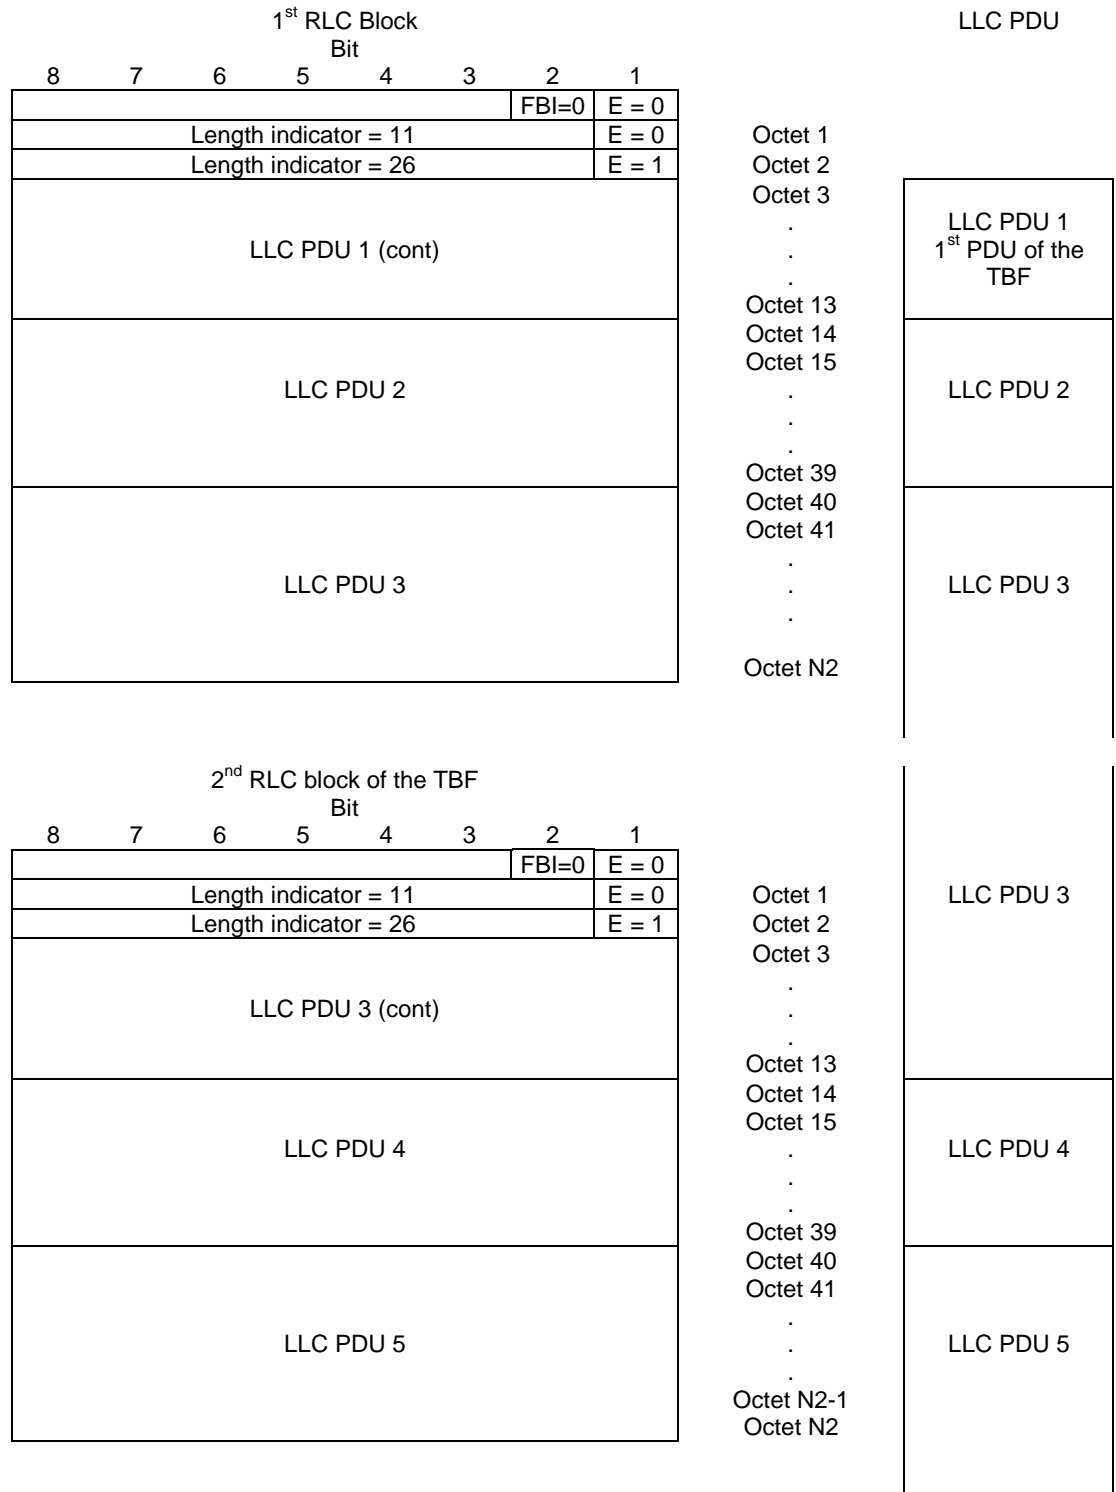 1st RLC Block LLC PDU
Bit
8 7 6 5 4 3 2 1
FBI=0 E = 0
Length indicator = 11 E = 0 Octet 1
Length indicator = 26 E = 1 Octet 2
Octet 3
.
LLC PDU 1
LLC PDU 1 (cont) . 1st PDU of the
. TBF
Octet 13
Octet 14
Octet 15
LLC PDU 2 . LLC PDU 2
.
.
Octet 39
Octet 40
Octet 41
.
LLC PDU 3 . LLC PDU 3
.
Octet N2
2nd RLC block of the TBF
Bit
8 7 6 5 4 3 2 1
FBI=0 E = 0
Length indicator = 11 E = 0 Octet 1 LLC PDU 3
Length indicator = 26 E = 1 Octet 2
Octet 3
.
LLC PDU 3 (cont) .
.
Octet 13
Octet 14
Octet 15
LLC PDU 4 . LLC PDU 4
.
.
Octet 39
Octet 40
Octet 41
.
LLC PDU 5 . LLC PDU 5
.
Octet N2-1
Octet N2